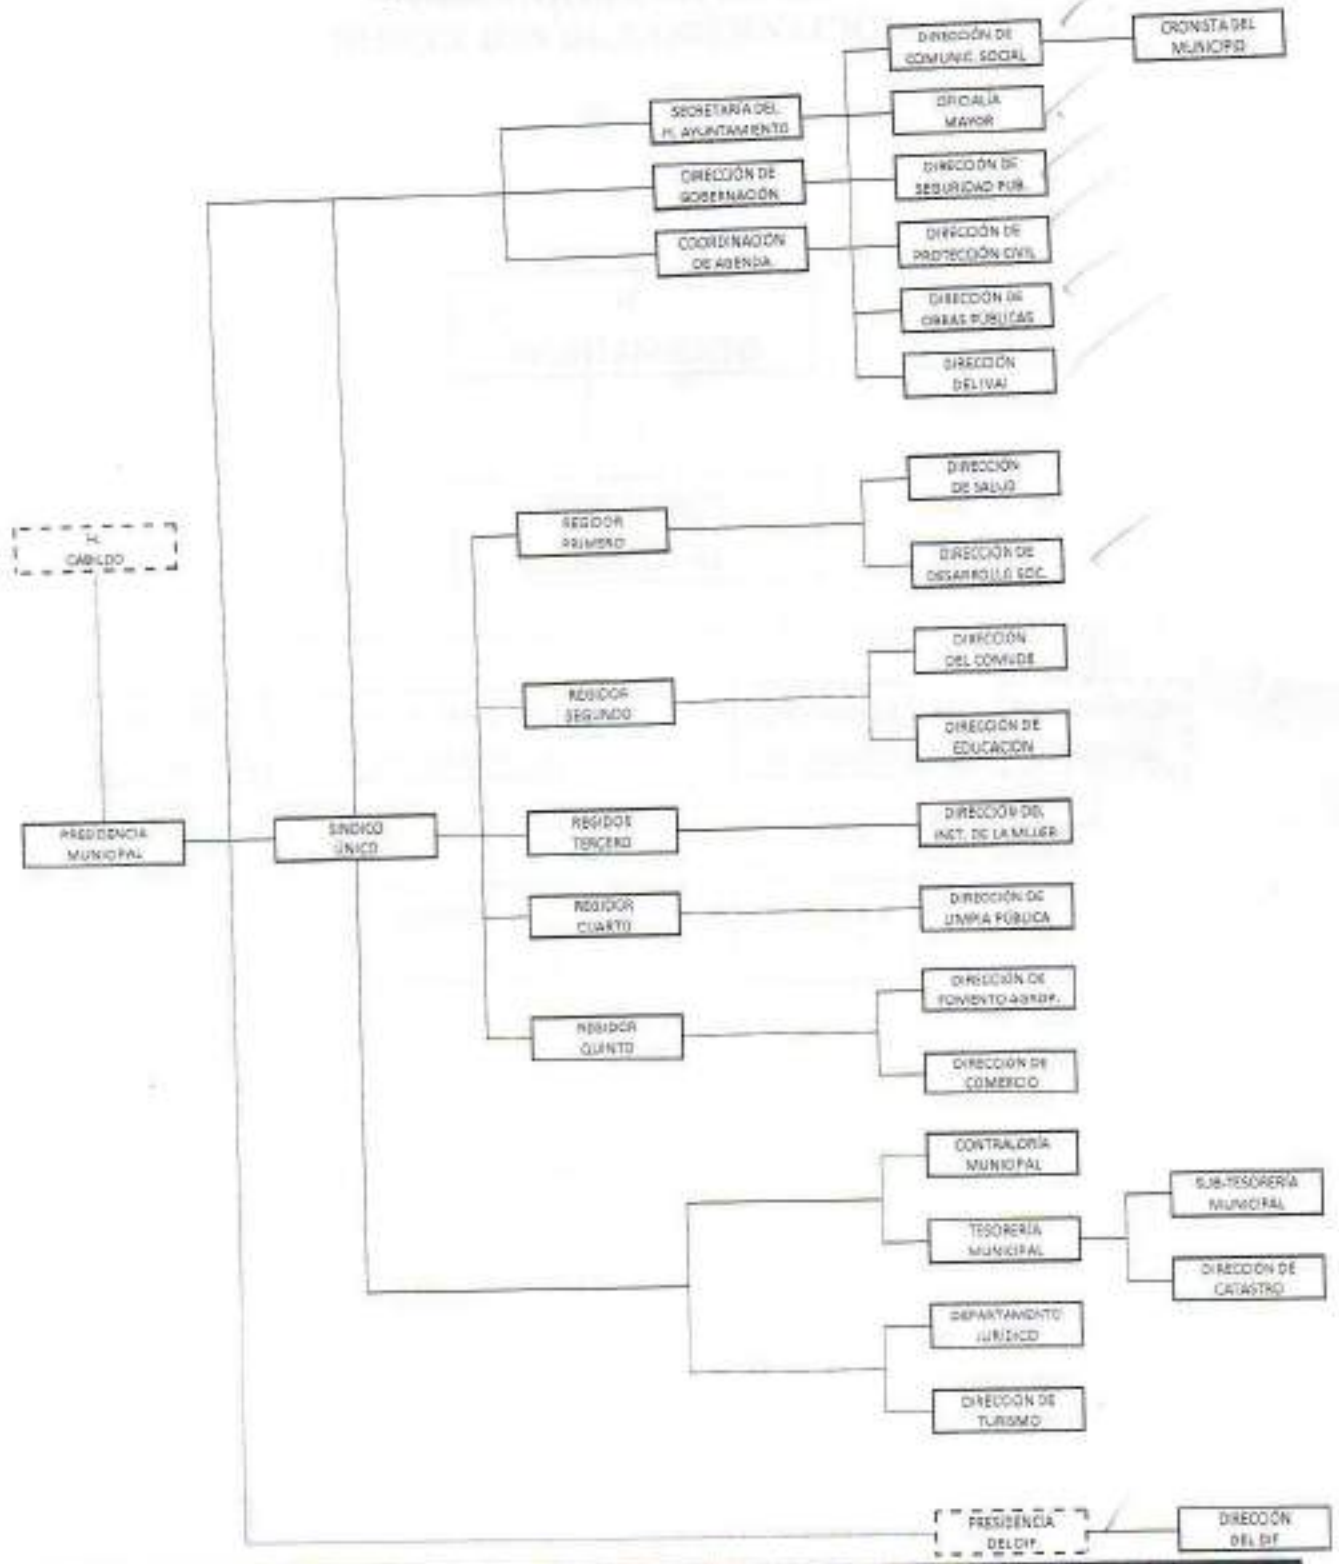 CRONISTA DEL
MUNICIPIO
DIRECCIÓN DE
COMUNIC. SOCIAL
OFICIALÍA
MAYOR
SECRETARÍA DEL
H. AYUNTAMIENTO
DIRECCIÓN DE
SEGURIDAD PUB.
DIRECCIÓN DE
GOBERNACIÓN
DIRECCIÓN DE
PROTECCIÓN CIVIL
COORDINACIÓN
DE AGENDA
DIRECCIÓN DE
OBRAS PÚBLICAS
DIRECCIÓN
DEL IVAI
DIRECCIÓN
DE SALUD
REGIDOR
PRIMERO
H.
CABILDO
DIRECCIÓN DE
DESARROLLO SOC.
DIRECCIÓN
DEL COMUDE
REGIDOR
SEGUNDO
DIRECCIÓN DE
EDUCACIÓN
PRESIDENCIA
MUNICIPAL
SINDICO
ÚNICO
REGIDOR
TERCERO
DIRECCIÓN DEL
INST. DE LA MUJER
REGIDOR
CUARTO
DIRECCIÓN DE
LIMPIA PÚBLICA
DIRECCIÓN DE
FOMENTO AGROP.
REGIDOR
QUINTO
DIRECCIÓN DE
COMERCIO
CONTRALORÍA
MUNICIPAL
SUB-TESORERÍA
MUNICIPAL
TESORERÍA
MUNICIPAL
DIRECCIÓN DE
CATASTRO
DEPARTAMENTO
JURÍDICO
DIRECCIÓN DE
TURISMO
PRESIDENCIA
DEL DIF
DIRECCIÓN
DEL DIF